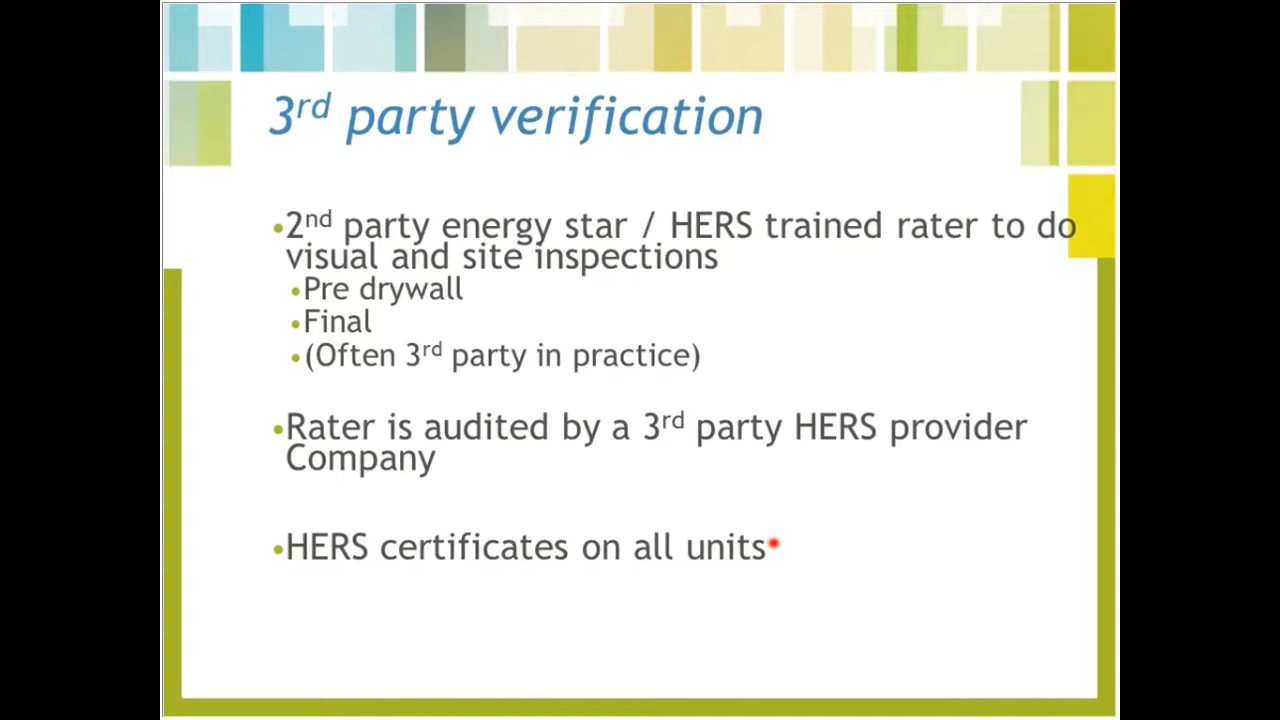 3rd party verification
•2nd party energy star / HERS trained rater to do
visual and site inspections
•Pre drywall
•Final
•(Often 3rd party in practice)
•Rater is audited by a 3rd party HERS provider
Company
•HERS certificates on all units